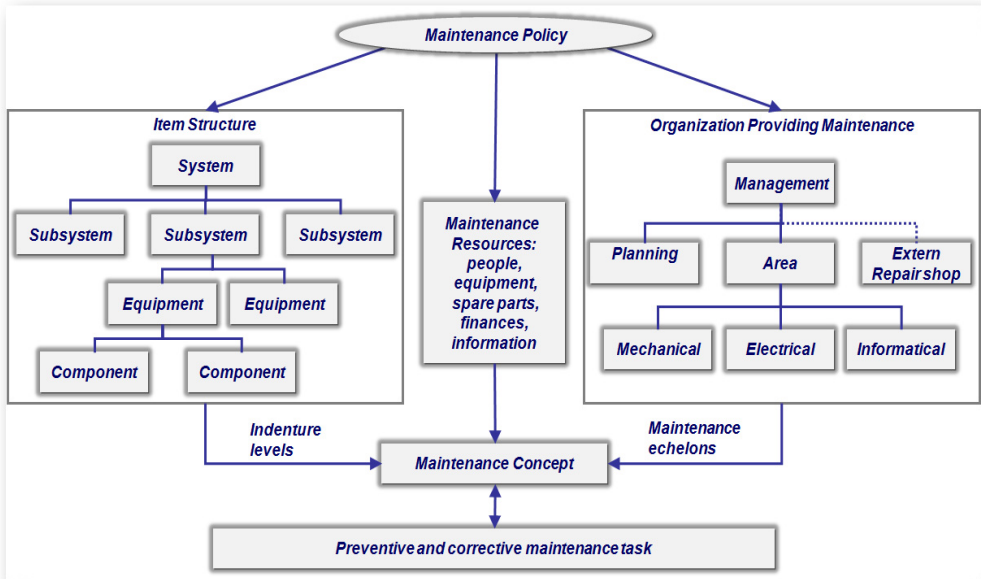 Maintenance Policy
Item Structure
System
Subsystem
Subsystem
Subsystem
Equipment
Equipment
Component
Component
Maintenance
Resources:
people,
equipment,
spare parts,
finances,
information
Organization Providing Maintenance
Management
Planning
Area
Extern
Repair shop
Mechanical
Electrical
Informatical
Indenture
levels
Maintenance
echelons
Maintenance Concept
Preventive and corrective maintenance task